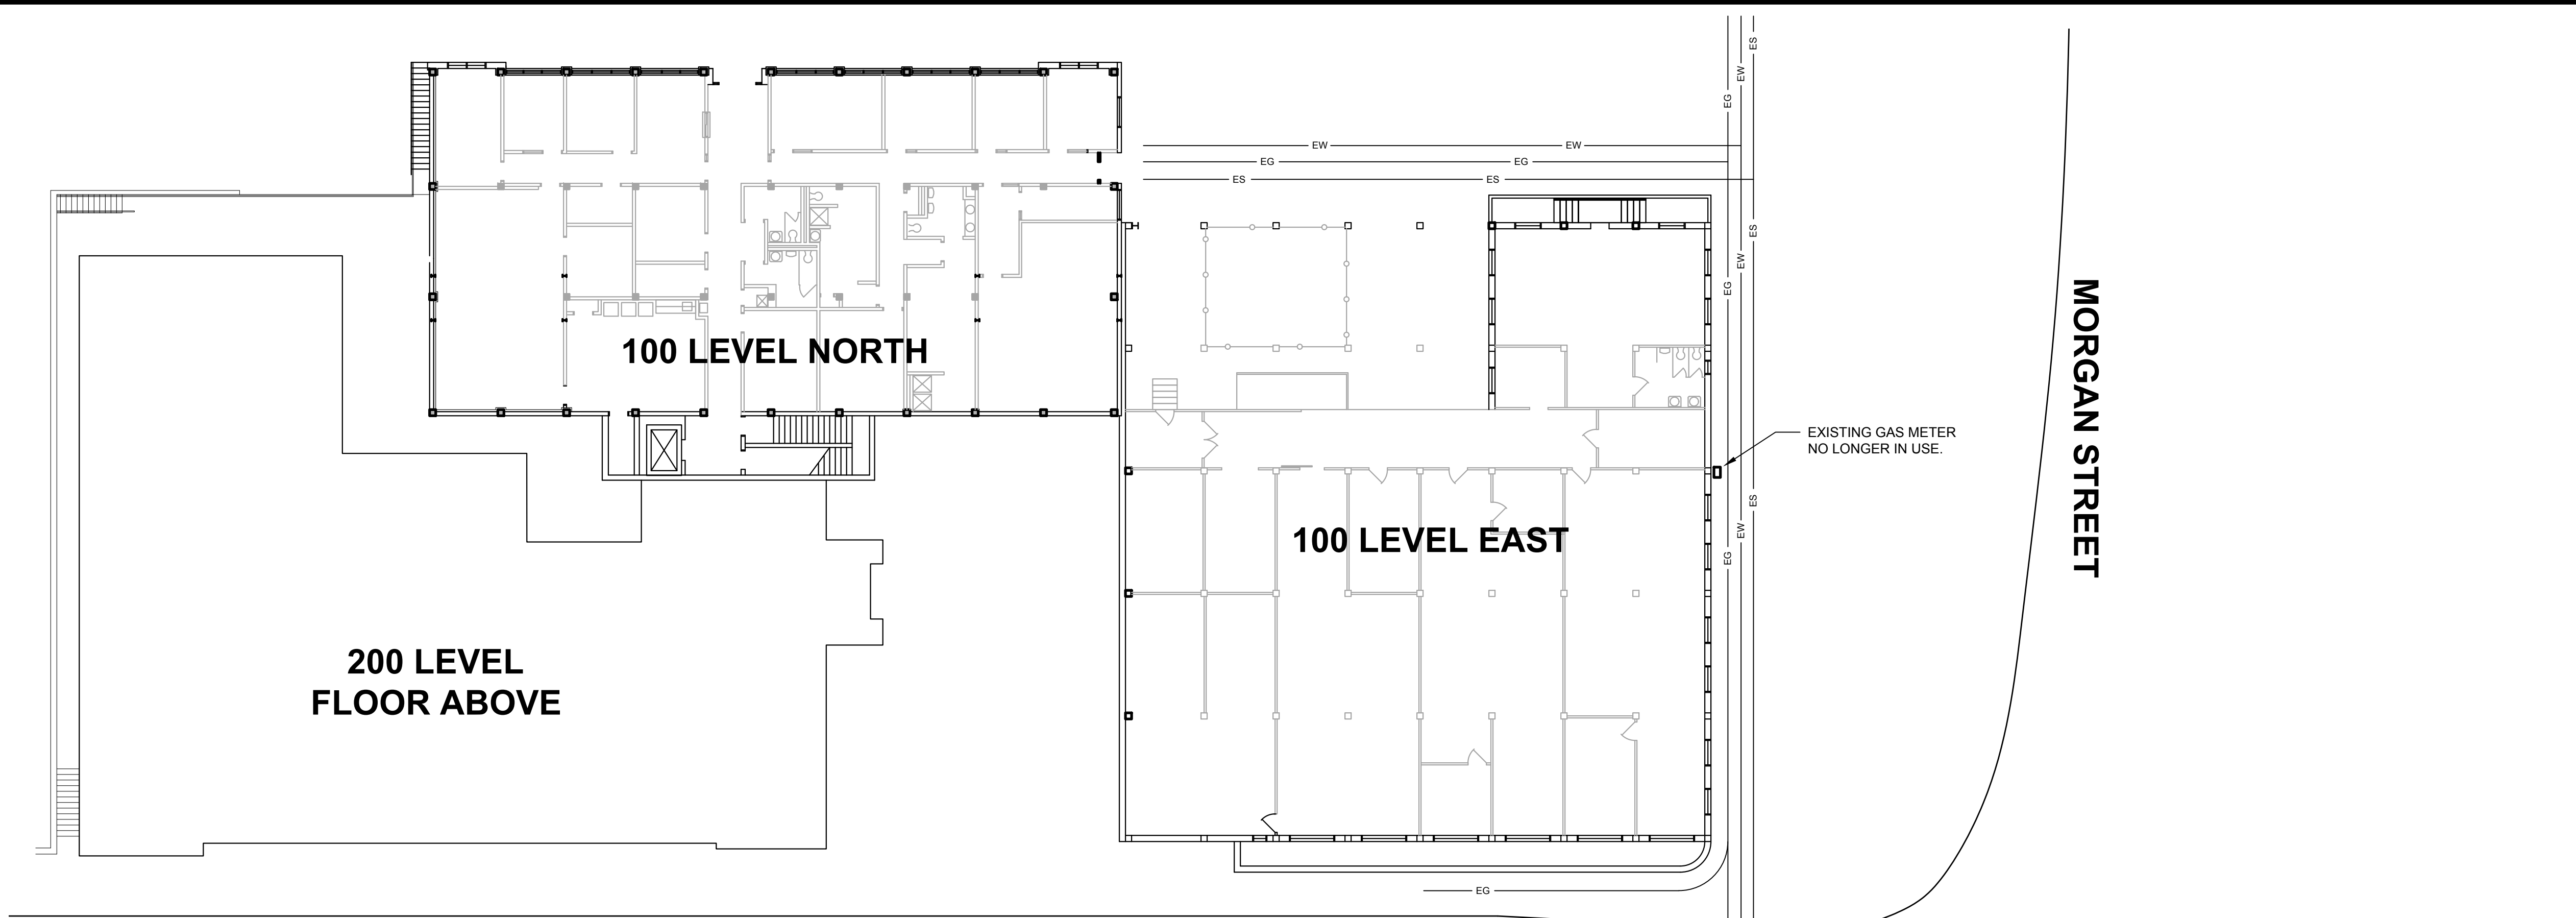 ES
EW
EG
EW
EW
EG
EG
ES
ES
ES
EW
EG
MORGAN STREET
100 LEVEL NORTH
EXISTING GAS METER
NO LONGER IN USE.
ES
EW
EG
100 LEVEL EAST
200 LEVEL
FLOOR ABOVE
EG